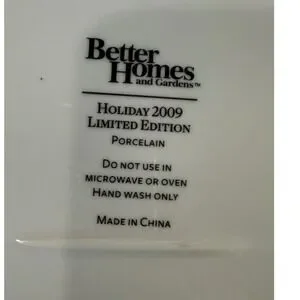 Better
Homes
and Gardens™
HOLIDAY 2009
LIMITED EDITION
PORCELAIN
DO NOT USE IN
MICROWAVE OR OVEN
HAND WASH ONLY
MADE IN CHINA